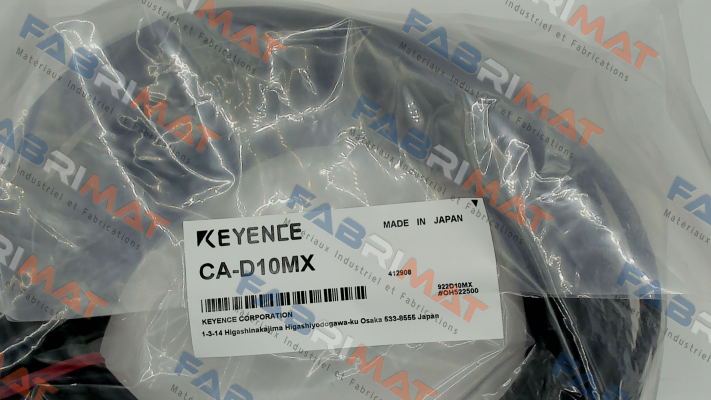 KEYENCE
MADE IN JAPAN
CA-D10MX
412908
922D10MX
#OH522500
KEYENCE CORPORATION
1-3-14 Higashinakajima Higashiyodogawa-ku Osaka 533-8555 Japan
FABRIMAT
Matériaux Industriel et Fabrications